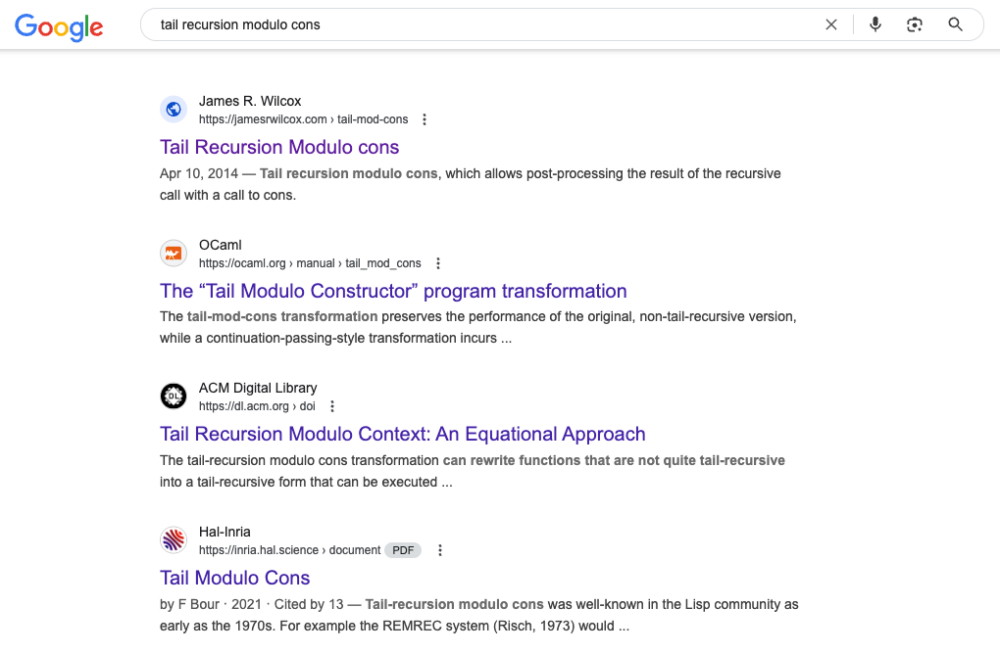 Google
tail recursion modulo cons
James R. Wilcox
https://jamesrwilcox.com › tail-mod-cons
Tail Recursion Modulo cons
Apr 10, 2014 — Tail recursion modulo cons, which allows post-processing the result of the recursive
call with a call to cons.
OCaml
https://ocaml.org › manual › tail_mod_cons
The “Tail Modulo Constructor” program transformation
The tail-mod-cons transformation preserves the performance of the original, non-tail-recursive version,
while a continuation-passing-style transformation incurs ...
DL
ACM Digital Library
https://dl.acm.org › doi
Tail Recursion Modulo Context: An Equational Approach
The tail-recursion modulo cons transformation can rewrite functions that are not quite tail-recursive
into a tail-recursive form that can be executed ...
Hal-Inria
https://inria.hal.science › document PDF
Tail Modulo Cons
by F Bour · 2021 · Cited by 13 — Tail-recursion modulo cons was well-known in the Lisp community as
early as the 1970s. For example the REMREC system (Risch, 1973) would ...